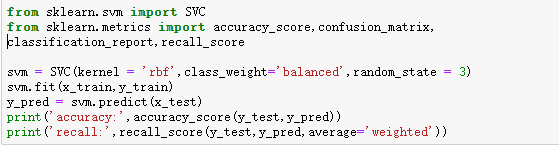 from sklearn.svm import SVC
from sklearn.metrics import accuracy_score,confusion_matrix,
classification_report,recall_score
svm = SVC(kernel = 'rbf',class_weight='balanced',random_state = 3)
svm.fit(x_train,y_train)
y_pred = svm.predict(x_test)
print('accuracy:',accuracy_score(y_test,y_pred))
print('recall:',recall_score(y_test,y_pred,average='weighted'))